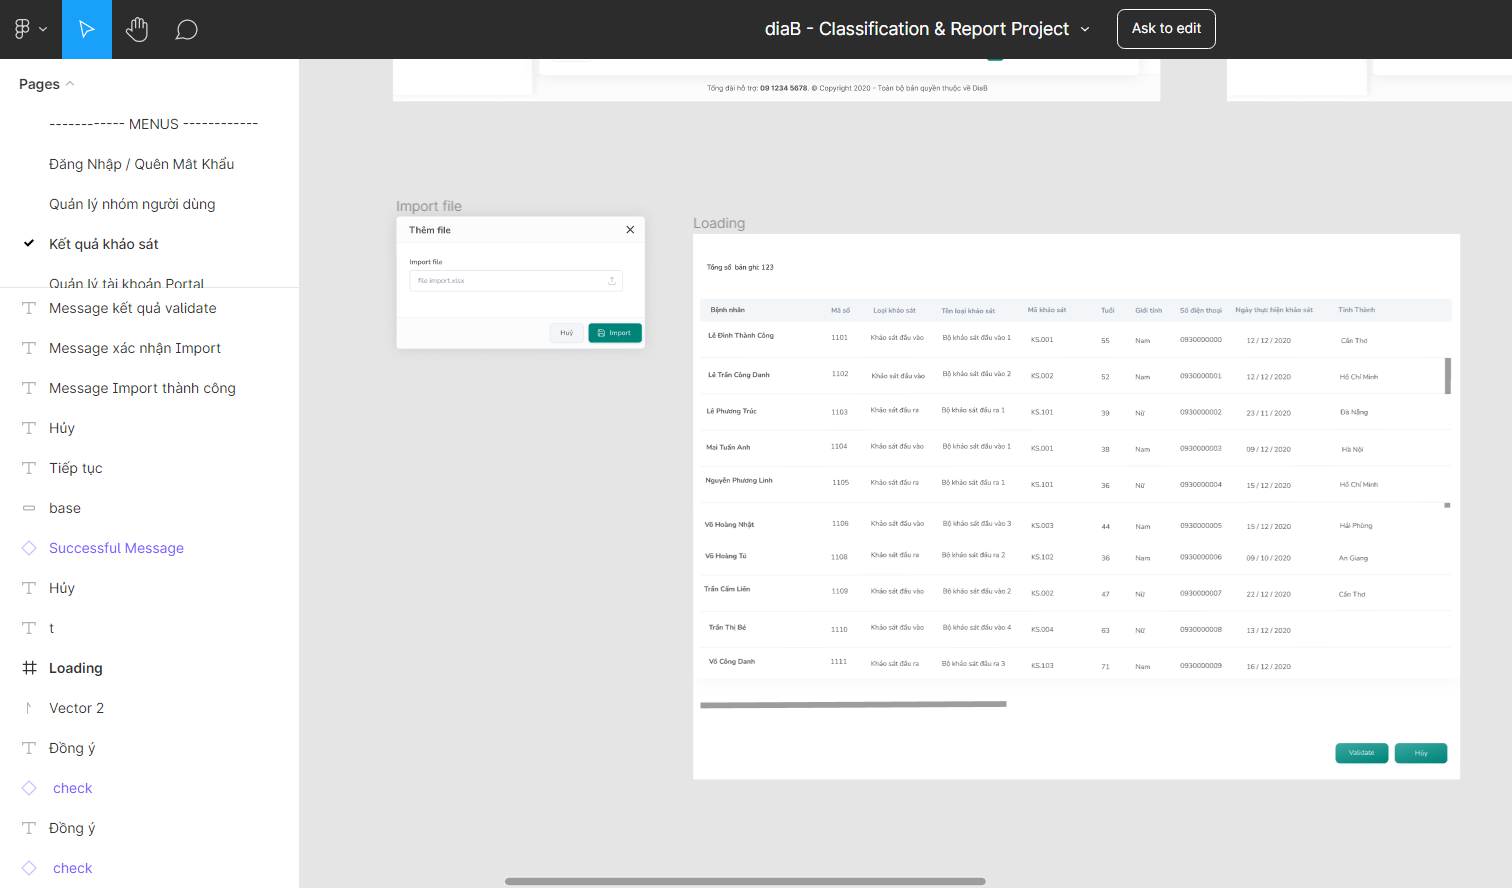 diaB - Classification & Report Project
Ask to edit
Pages
------------ MENUS ------------
Đăng Nhập / Quên Mât Khẩu
Quản lý nhóm người dùng
Kết quả khảo sát
Quản lý tài khoản Portal
Message kết quả validate
Message xác nhận Import
Message Import thành công
Hủy
Tiếp tục
base
Successful Message
Hủy
t
Loading
Vector 2
Đồng ý
check
Đồng ý
check
Tổng đài hỗ trợ: 09 1234 5678. © Copyright 2020 - Toàn bộ bản quyền thuộc về DiaB
Import file
Thêm file
Import file
file import.xlsx
Huỷ Import
Loading
Tổng số bản ghi: 123
Bệnh nhân Mã số Loại khảo sát Tên loại khảo sát Mã khảo sát Tuổi Giới tính Số điện thoại Ngày thực hiện khảo sát Tỉnh Thành
Lê Đình Thành Công 1101 Khảo sát đầu vào Bộ khảo sát đầu vào 1 KS.001 55 Nam 0930000000 12 / 12 / 2020 Cần Thơ
Lê Trần Công Danh 1102 Khảo sát đầu vào Bộ khảo sát đầu vào 2 KS.002 52 Nam 0930000001 12 / 12 / 2020 Hồ Chí Minh
Lê Phương Trúc 1103 Khảo sát đầu ra Bộ khảo sát đầu ra 1 KS.101 39 Nữ 0930000002 23 / 11 / 2020 Đà Nẵng
Mai Tuấn Anh 1104 Khảo sát đầu vào Bộ khảo sát đầu vào 1 KS.001 38 Nam 0930000003 09 / 12 / 2020 Hà Nội
Nguyễn Phương Linh 1105 Khảo sát đầu ra Bộ khảo sát đầu ra 1 KS.101 36 Nữ 0930000004 15 / 12 / 2020 Hồ Chí Minh
Võ Hoàng Nhật 1106 Khảo sát đầu vào Bộ khảo sát đầu vào 3 KS.003 44 Nam 0930000005 15 / 12 / 2020 Hải Phòng
Võ Hoàng Tú 1108 Khảo sát đầu ra Bộ khảo sát đầu ra 2 KS.102 36 Nam 0930000006 09 / 10 / 2020 An Giang
Trần Cẩm Liên 1109 Khảo sát đầu vào Bộ khảo sát đầu vào 2 KS.002 47 Nữ 0930000007 22 / 12 / 2020 Cần Thơ
Trần Thị Bé 1110 Khảo sát đầu vào Bộ khảo sát đầu vào 4 KS.004 63 Nữ 0930000008 13 / 12 / 2020
Võ Công Danh 1111 Khảo sát đầu ra Bộ khảo sát đầu ra 3 KS.103 71 Nam 0930000009 16 / 12 / 2020
Validate Hủy